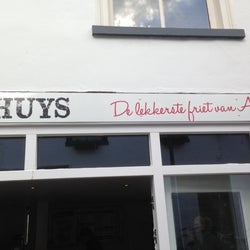 HUYS De lekkerste friet van A